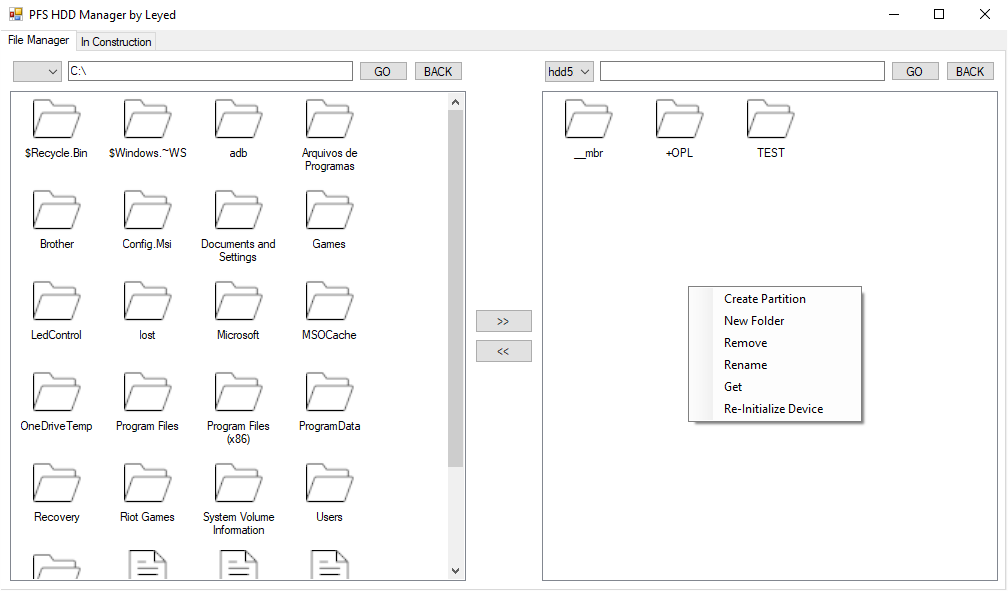 PFS HDD Manager by Leyed
File Manager
In Construction
C:\
GO
BACK
hdd5
GO
BACK
$Recycle.Bin
$Windows.~WS
adb
Arquivos de
Programas
Brother
Config.Msi
Documents and
Settings
Games
LedControl
lost
Microsoft
MSOCache
OneDriveTemp
Program Files
Program Files
(x86)
ProgramData
Recovery
Riot Games
System Volume
Information
Users
>>
<<
__mbr
+OPL
TEST
Create Partition
New Folder
Remove
Rename
Get
Re-Initialize Device